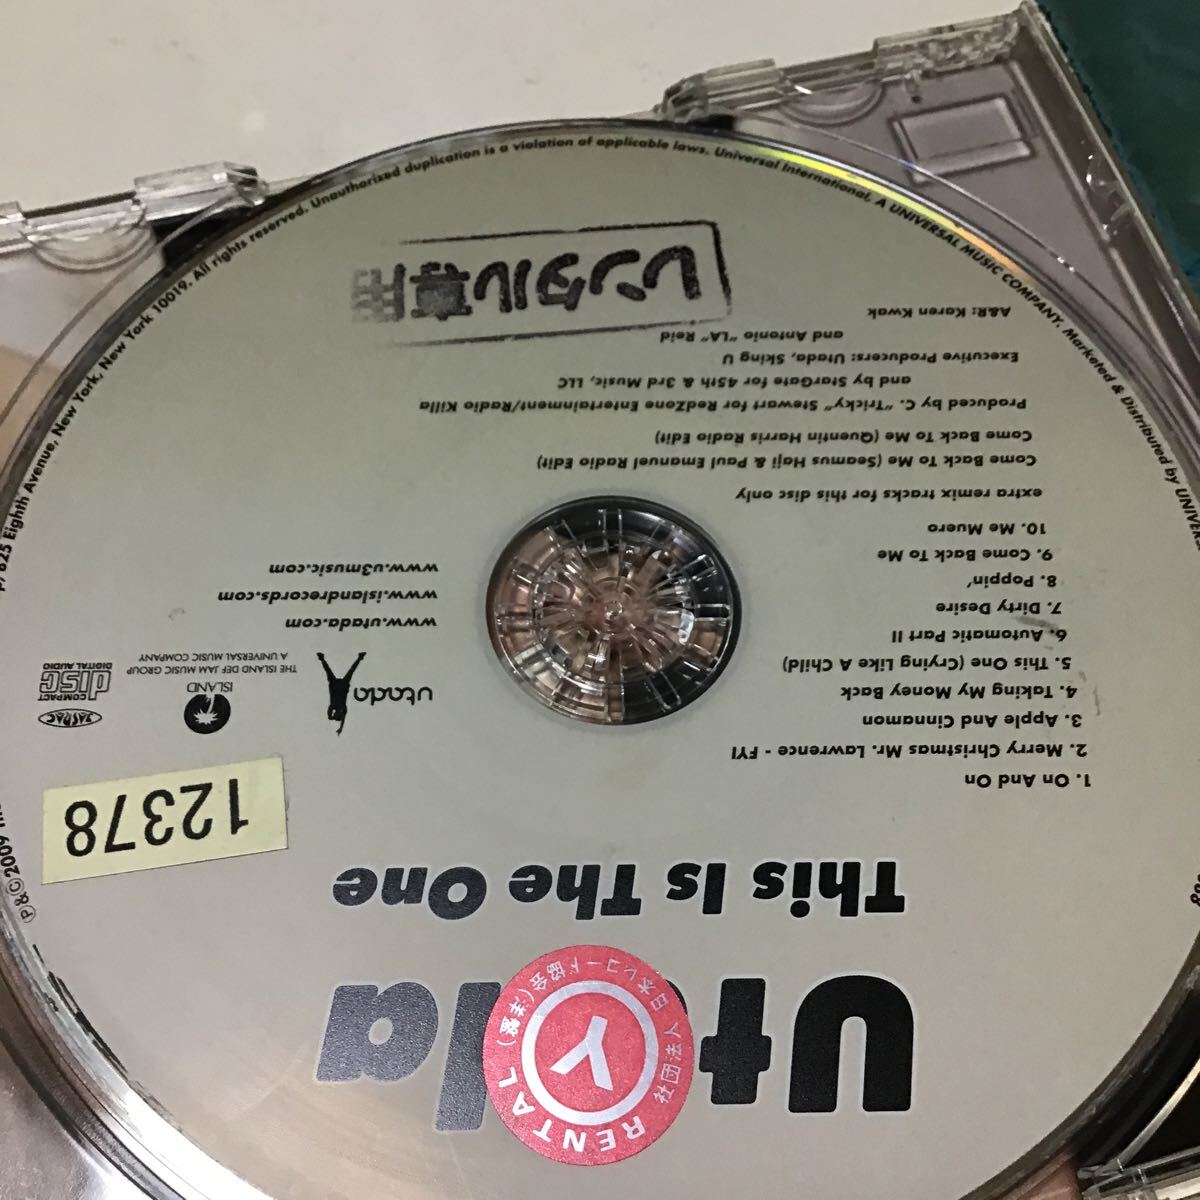 Utada
This Is The One
1. On And On
2. Merry Christmas Mr. Lawrence - FYI
3. Apple And Cinnamon
4. Taking My Money Back
5. This One (Crying Like A Child)
6. Automatic Part II
7. Dirty Desire
8. Poppin'
9. Come Back To Me
10. Me Muero
extra remix tracks for this disc only
Come Back To Me (Seamus Haji & Paul Emanuel Radio Edit)
Come Back To Me (Quentin Harris Radio Edit)
Produced by C. "Tricky" Stewart for RedZone Entertainment/Radio Killa
and by StarGate for 45th & 3rd Music, LLC
Executive Producers: Utada, Sking U
and Antonio "LA" Reid
A&R: Karen Kwak
レンタル専用
RENTAL (洋盤)
社団法人 日本レコード協会
Y
12378
utada
ISLAND
THE ISLAND DEF JAM MUSIC GROUP
A UNIVERSAL MUSIC COMPANY
JASRAC
COMPACT
disc
DIGITAL AUDIO
www.utada.com
www.islandrecords.com
www.u3music.com
P&C 2009
625 Eighth Avenue, New York, New York 10019. All rights reserved. Unauthorized duplication is a violation of applicable laws. Universal International, A UNIVERSAL MUSIC COMPANY. Marketed & Distributed by